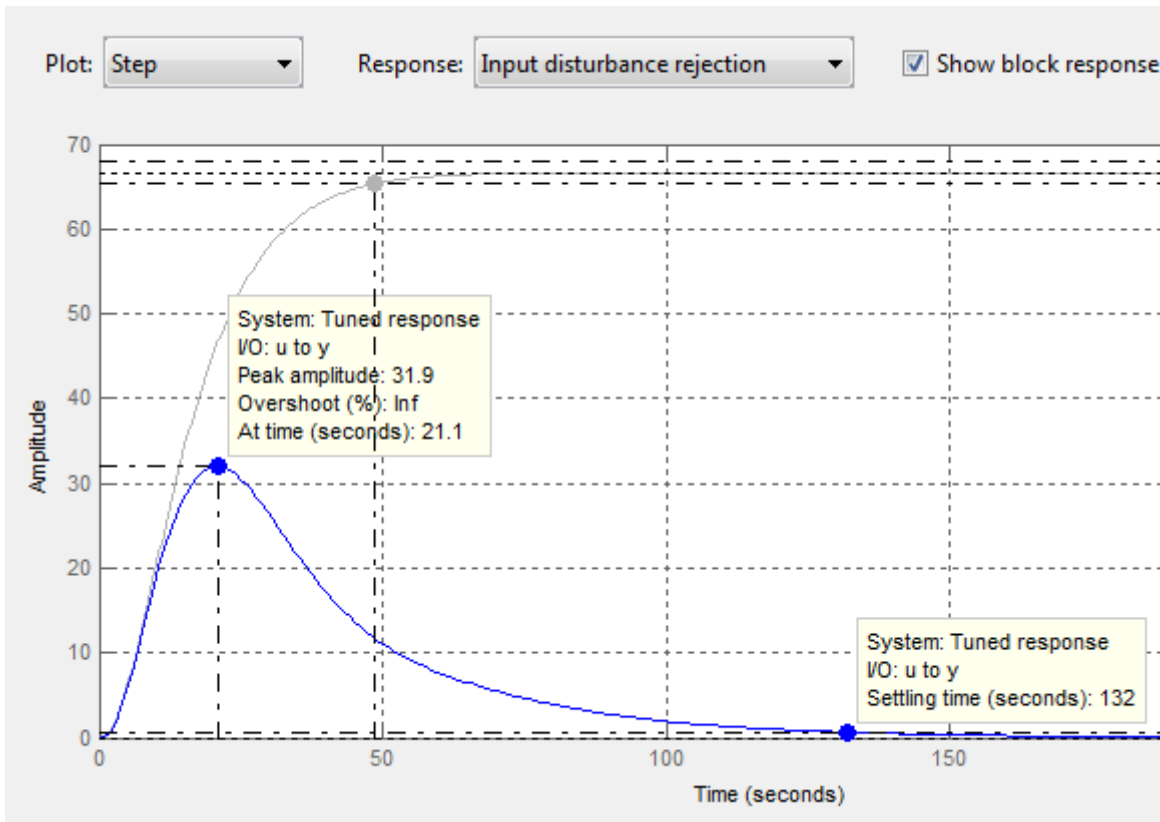 Plot: Step Response: Input disturbance rejection Show block response
70
60
50
40
30
20
10
0
Amplitude
System: Tuned response
I/O: u to y
Peak amplitude: 31.9
Overshoot (%): Inf
At time (seconds): 21.1
System: Tuned response
I/O: u to y
Settling time (seconds): 132
0 50 100 150
Time (seconds)